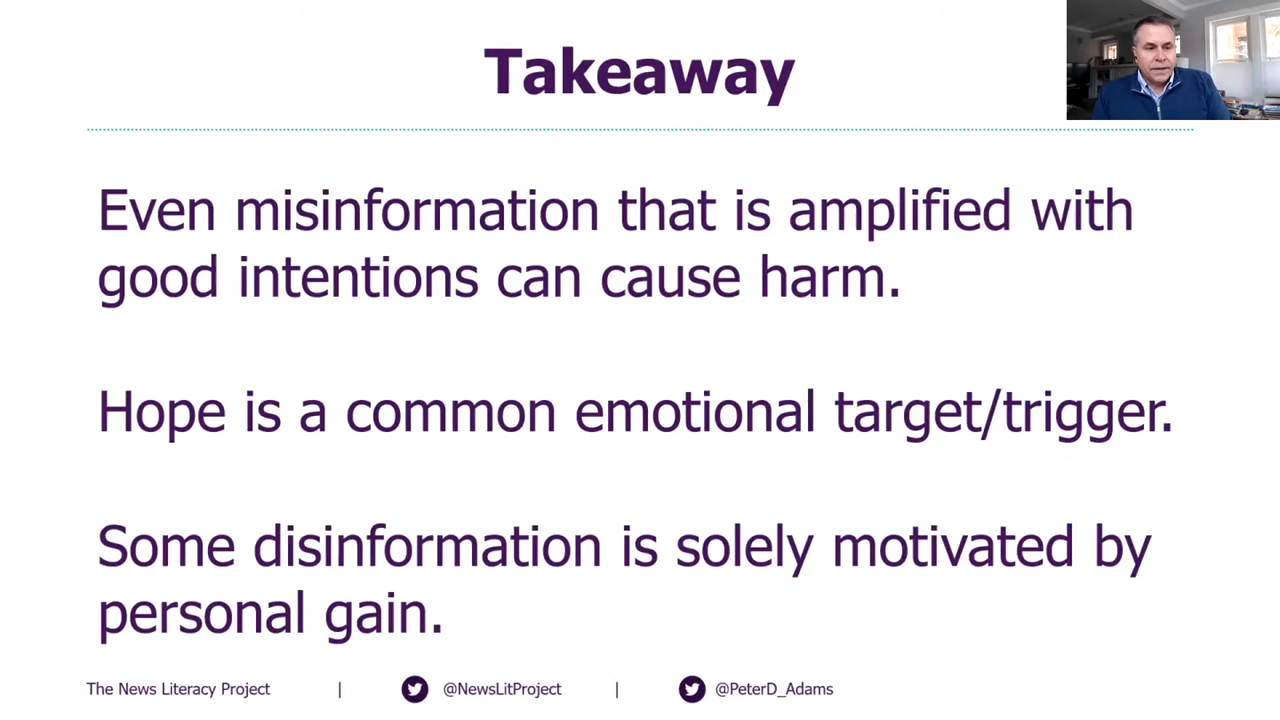 Takeaway
Even misinformation that is amplified with
good intentions can cause harm.
Hope is a common emotional target/trigger.
Some disinformation is solely motivated by
personal gain.
The News Literacy Project | @NewsLitProject | @PeterD_Adams